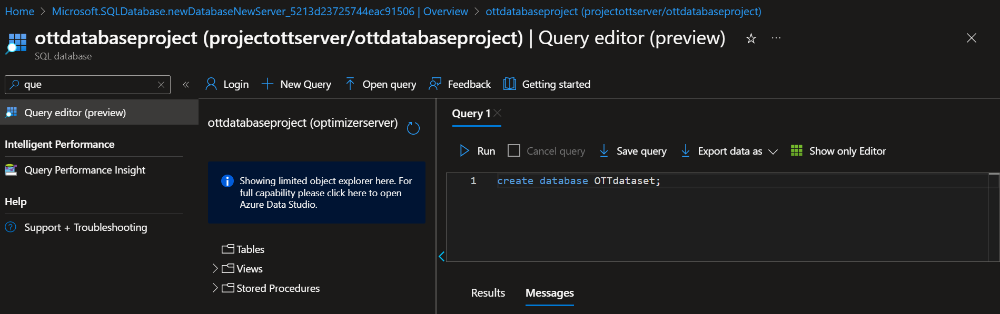 Home > Microsoft.SQLDatabase.newDatabaseNewServer_5213d23725744eac91506 | Overview > ottdatabaseproject (projectottserver/ottdatabaseproject)
ottdatabaseproject (projectottserver/ottdatabaseproject) | Query editor (preview)
SQL database
que
Login New Query Open query Feedback Getting started
Query editor (preview)
Intelligent Performance
Query Performance Insight
Help
Support + Troubleshooting
ottdatabaseproject (optimizerserver)
Showing limited object explorer here. For
full capability please click here to open
Azure Data Studio.
Tables
Views
Stored Procedures
Query 1
Run Cancel query Save query Export data as Show only Editor
1 create database OTTdataset;
Results Messages